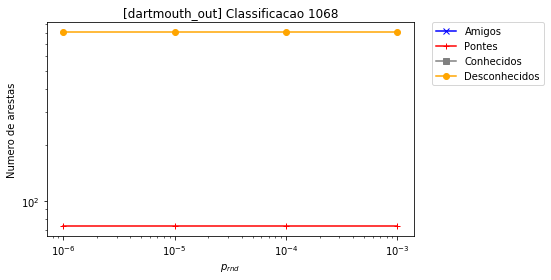 [dartmouth_out] Classificacao 1068
Numero de arestas
10²
10⁻⁶
10⁻⁵
10⁻⁴
10⁻³
p_rnd
Amigos
Pontes
Conhecidos
Desconhecidos